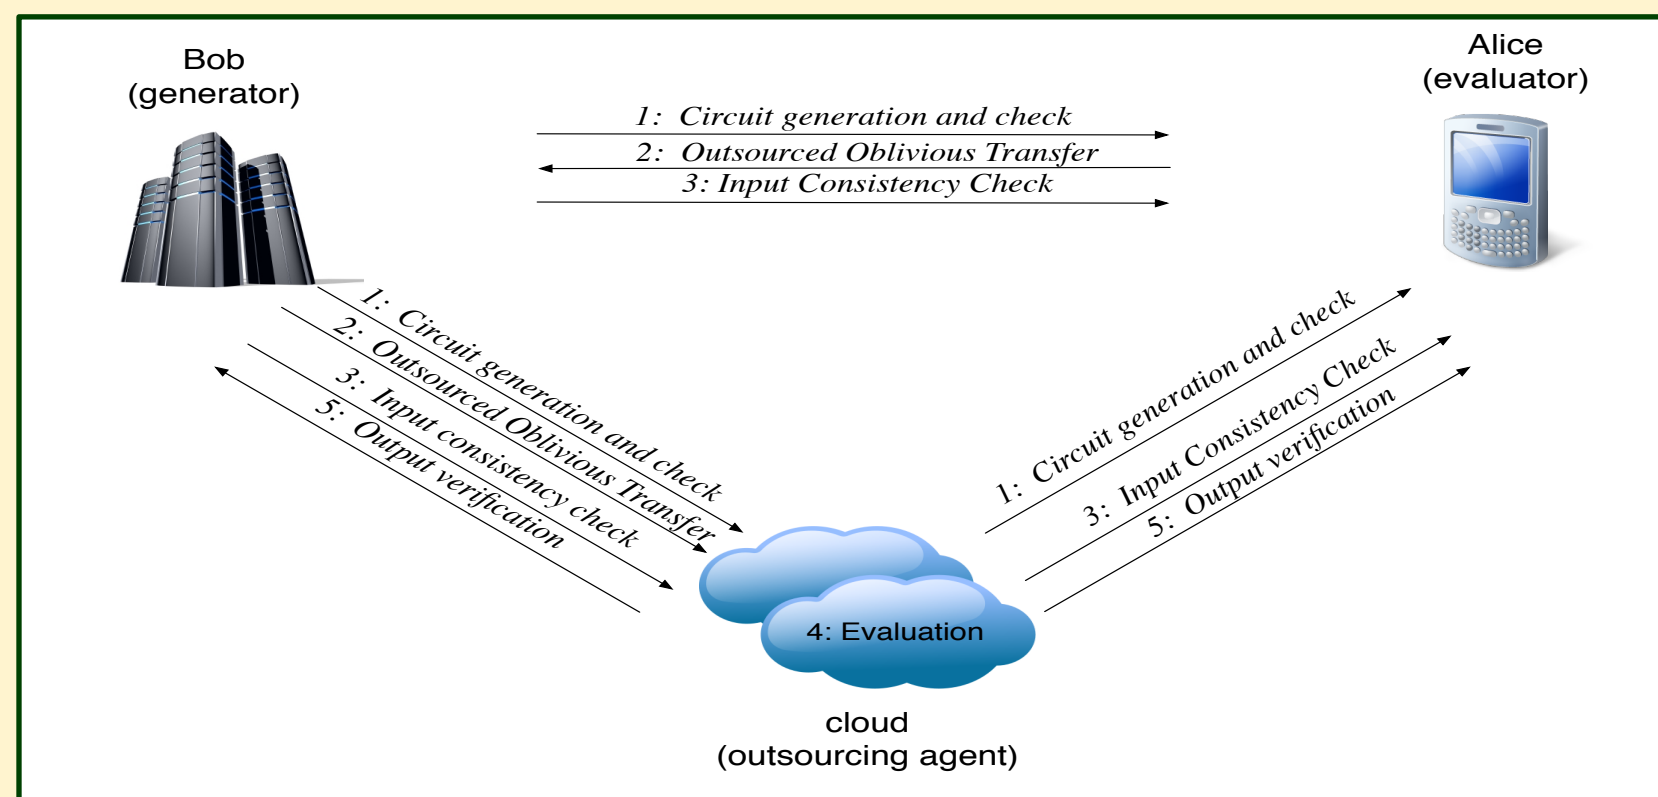 Bob
(generator)
Alice
(evaluator)
1: Circuit generation and check
2: Outsourced Oblivious Transfer
3: Input Consistency Check
1: Circuit generation and check
2: Outsourced Oblivious Transfer
3: Input consistency check
5: Output verification
1: Circuit generation and check
3: Input Consistency Check
5: Output verification
4: Evaluation
cloud
(outsourcing agent)